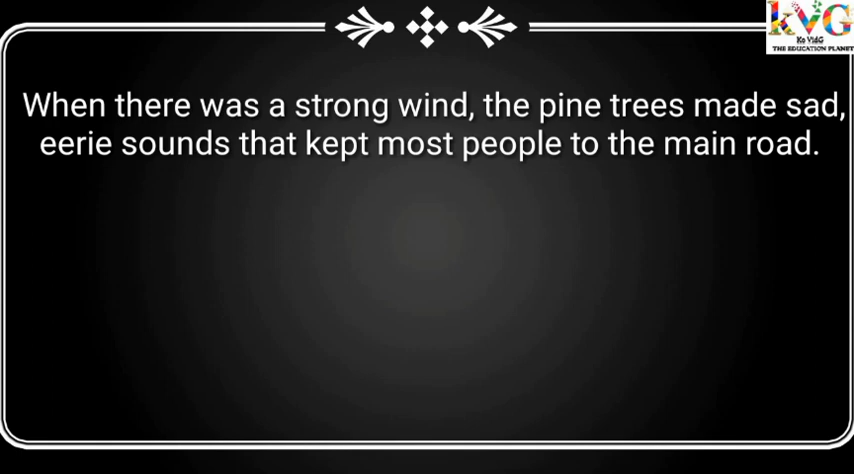 KVG
Ko VidG
THE EDUCATION PLANET
When there was a strong wind, the pine trees made sad,
eerie sounds that kept most people to the main road.